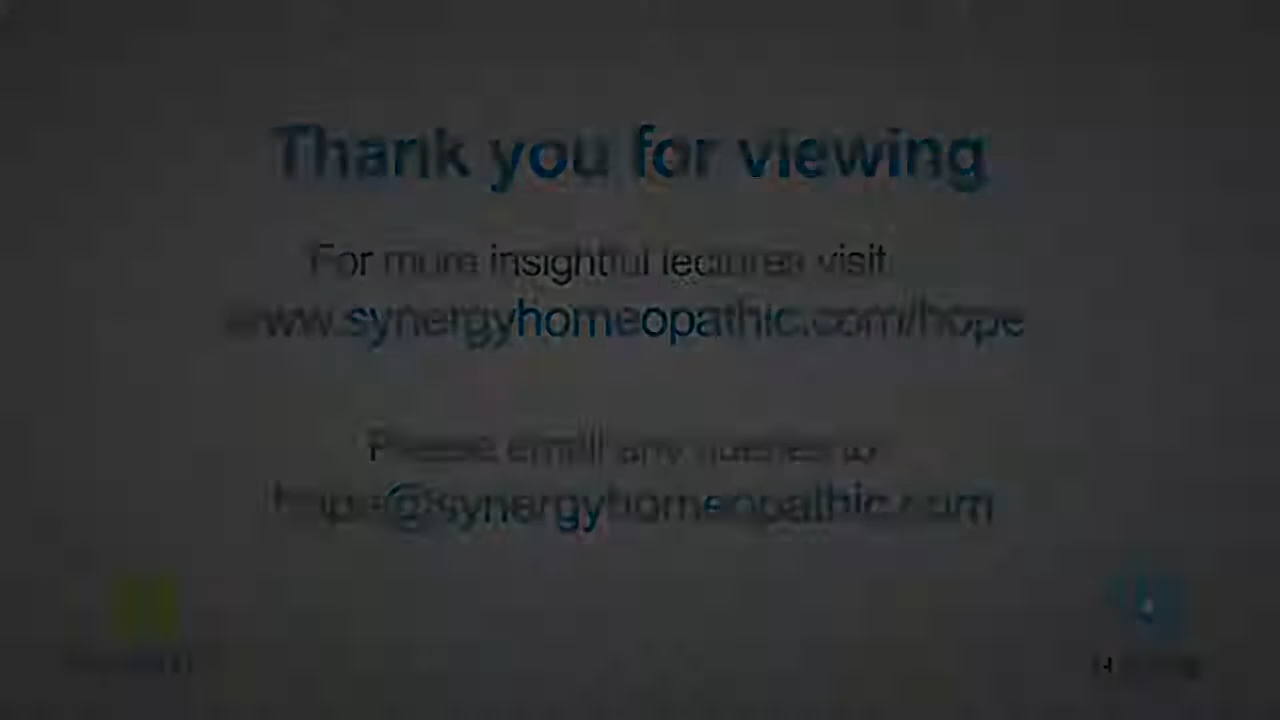 Thank you for viewing
For more insightful lectures visit
www.synergyhomeopathic.com/hope
Please email any queries to
hope@synergyhomeopathic.com